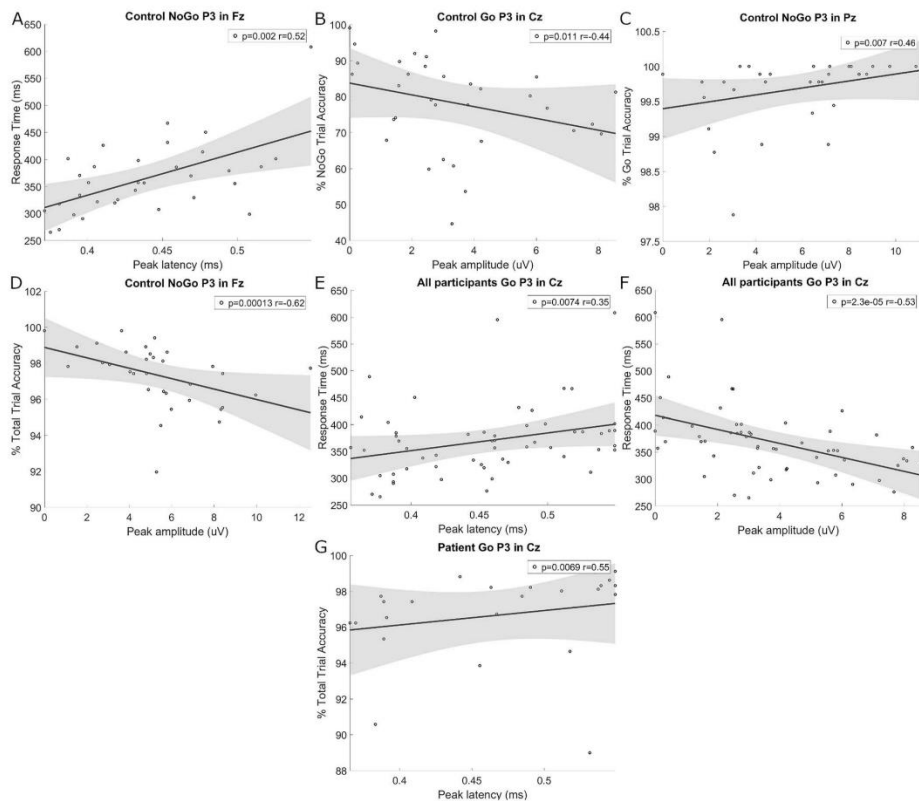 A
Control NoGo P3 in Fz
p=0.002 r=0.52
Response Time (ms)
650
600
550
500
450
400
350
300
250
0.4
0.45
0.5
Peak latency (ms)
B
Control Go P3 in Cz
p=0.011 r=-0.44
% NoGo Trial Accuracy
100
90
80
70
60
50
40
0
2
4
6
8
Peak amplitude (uV)
C
Control NoGo P3 in Pz
p=0.007 r=0.46
% Go Trial Accuracy
100.5
100
99.5
99
98.5
98
97.5
0
2
4
6
8
10
Peak amplitude (uV)
D
Control NoGo P3 in Fz
p=0.00013 r=-0.62
% Total Trial Accuracy
102
100
98
96
94
92
90
0
2
4
6
8
10
12
Peak amplitude (uV)
E
All participants Go P3 in Cz
p=0.0074 r=0.35
Response Time (ms)
650
600
550
500
450
400
350
300
250
0.4
0.45
0.5
Peak latency (ms)
F
All participants Go P3 in Cz
p=2.3e-05 r=-0.53
Response Time (ms)
650
600
550
500
450
400
350
300
250
0
2
4
6
8
Peak amplitude (uV)
G
Patient Go P3 in Cz
p=0.0069 r=0.55
% Total Trial Accuracy
100
98
96
94
92
90
88
0.4
0.45
0.5
Peak latency (ms)